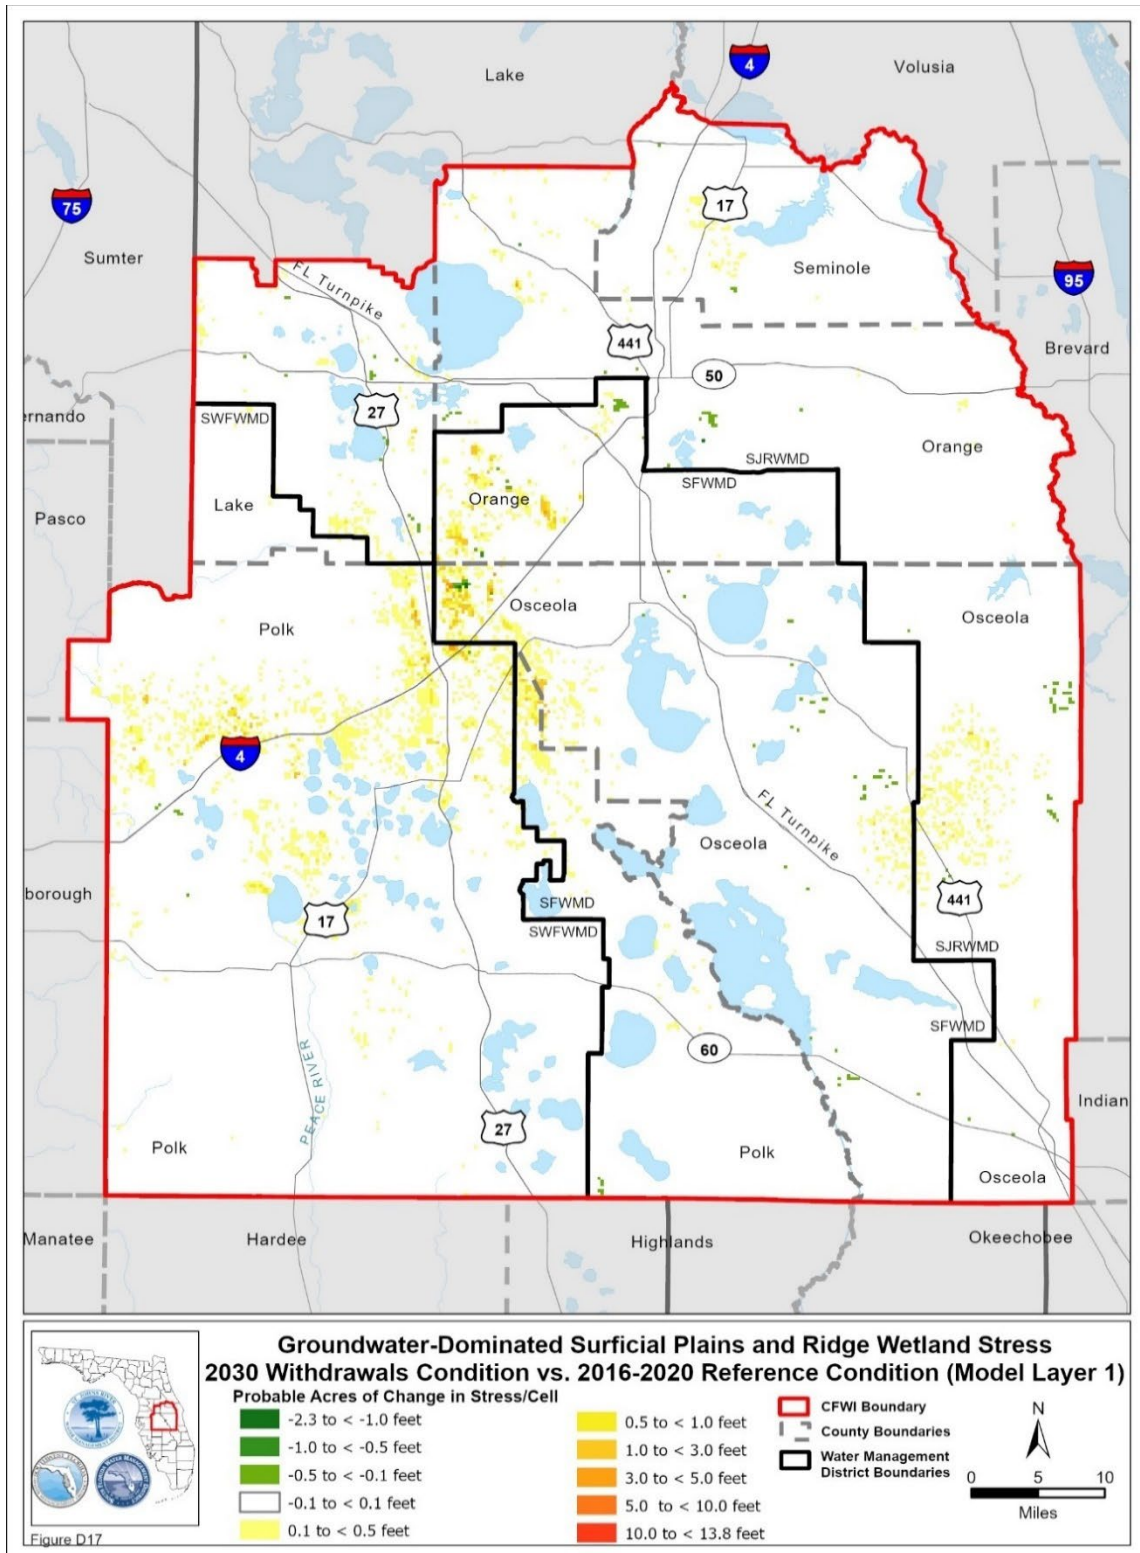 Lake
Volusia
4
75
17
Sumter
Seminole
95
FL Turnpike
441
Brevard
50
ernando
27
SWFWMD
Orange
SJRWMD
SFWMD
Orange
Lake
Pasco
Osceola
Osceola
Polk
4
FL Turnpike
Osceola
borough
441
17
SFWMD
SWFWMD
SJRWMD
SFWMD
60
PEACE RIVER
Indian
27
Polk
Polk
Osceola
Manatee
Hardee
Highlands
Okeechobee
Groundwater-Dominated Surficial Plains and Ridge Wetland Stress
2030 Withdrawals Condition vs. 2016-2020 Reference Condition (Model Layer 1)
Probable Acres of Change in Stress/Cell
-2.3 to < -1.0 feet
-1.0 to < -0.5 feet
-0.5 to < -0.1 feet
-0.1 to < 0.1 feet
0.1 to < 0.5 feet
0.5 to < 1.0 feet
1.0 to < 3.0 feet
3.0 to < 5.0 feet
5.0 to < 10.0 feet
10.0 to < 13.8 feet
CFWI Boundary
County Boundaries
Water Management
District Boundaries
N
0 5 10
Miles
Figure D17